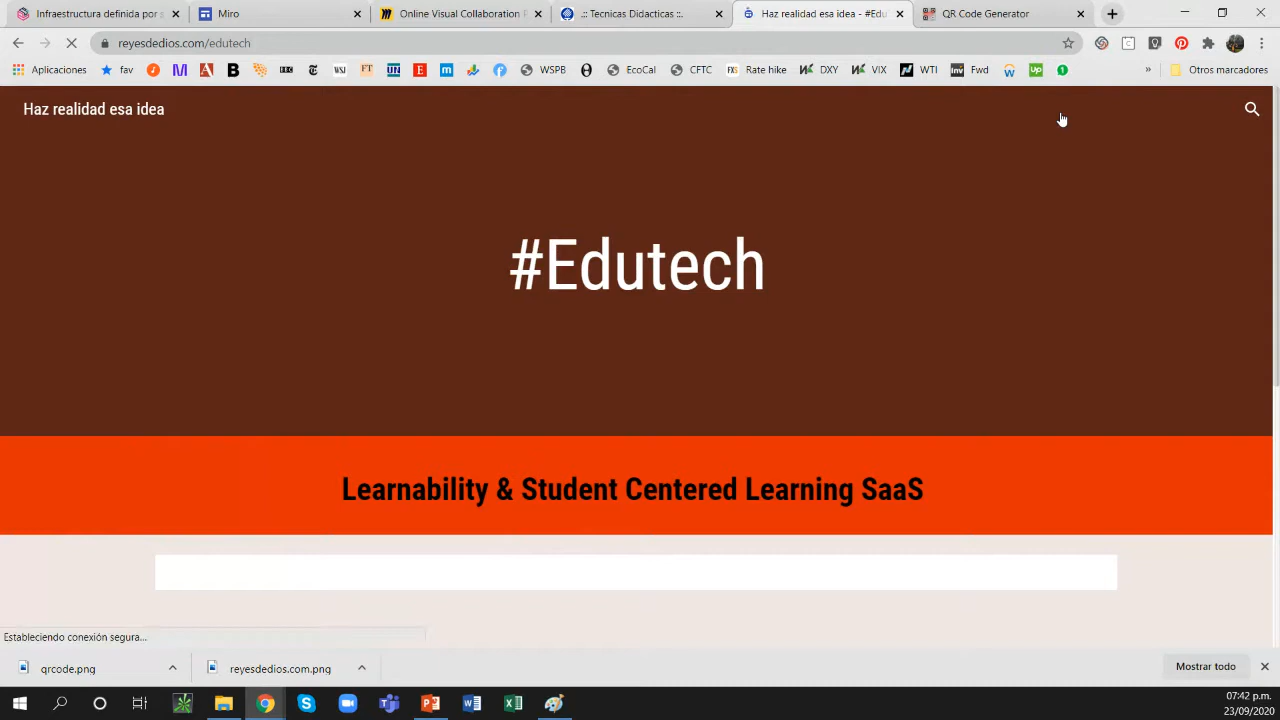 Infraestructura definida por s
Miro
Online Visual Collaboration P
.:: Tecnicas Didacticas ::.
Haz realidad esa idea - #Edu
QR Code Generator
reyesdedios.com/edutech
Aplicaciones
fav
WSPB
EcoCal
CFTC
Rate hike
DXY
VIX
WTI
Fwd
Otros marcadores
Haz realidad esa idea
#Edutech
Learnability & Student Centered Learning SaaS
Estableciendo conexión segura...
qrcode.png
reyesdedios.com.png
Mostrar todo
07:42 p.m.
23/09/2020